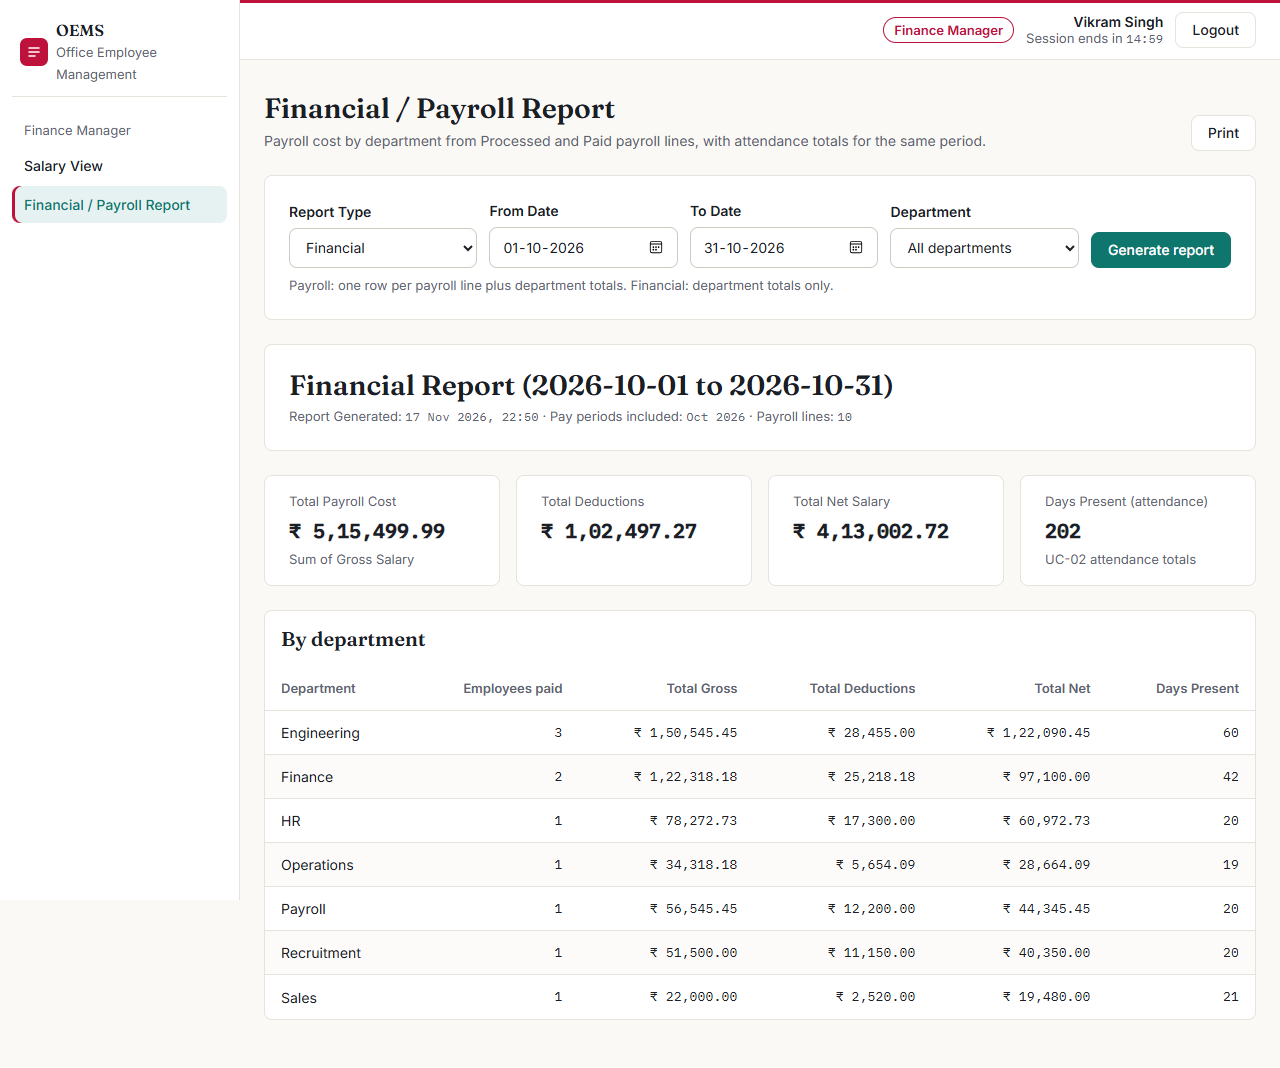 OEMS
Office Employee
Management
Finance Manager
Salary View
Financial / Payroll Report
Finance Manager
Vikram Singh
Session ends in 14:59
Logout
Financial / Payroll Report
Payroll cost by department from Processed and Paid payroll lines, with attendance totals for the same period.
Print
Report Type From Date To Date Department
Financial 01-10-2026 31-10-2026 All departments Generate report
Payroll: one row per payroll line plus department totals. Financial: department totals only.
Financial Report (2026-10-01 to 2026-10-31)
Report Generated: 17 Nov 2026, 22:50 · Pay periods included: Oct 2026 · Payroll lines: 10
Total Payroll Cost
₹ 5,15,499.99
Sum of Gross Salary
Total Deductions
₹ 1,02,497.27
Total Net Salary
₹ 4,13,002.72
Days Present (attendance)
202
UC-02 attendance totals
By department
Department Employees paid Total Gross Total Deductions Total Net Days Present
Engineering 3 ₹ 1,50,545.45 ₹ 28,455.00 ₹ 1,22,090.45 60
Finance 2 ₹ 1,22,318.18 ₹ 25,218.18 ₹ 97,100.00 42
HR 1 ₹ 78,272.73 ₹ 17,300.00 ₹ 60,972.73 20
Operations 1 ₹ 34,318.18 ₹ 5,654.09 ₹ 28,664.09 19
Payroll 1 ₹ 56,545.45 ₹ 12,200.00 ₹ 44,345.45 20
Recruitment 1 ₹ 51,500.00 ₹ 11,150.00 ₹ 40,350.00 20
Sales 1 ₹ 22,000.00 ₹ 2,520.00 ₹ 19,480.00 21